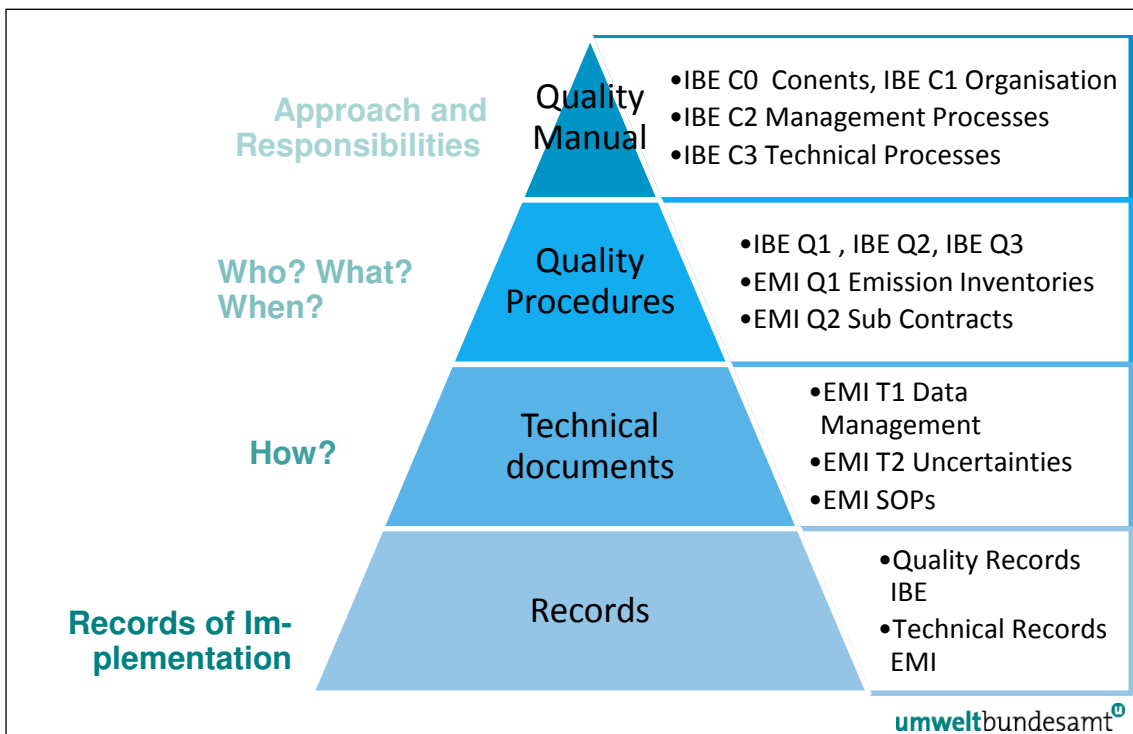 Approach and
Responsibilities
Quality
Manual
•IBE C0 Conents, IBE C1 Organisation
•IBE C2 Management Processes
•IBE C3 Technical Processes
Who? What?
When?
Quality
Procedures
•IBE Q1 , IBE Q2, IBE Q3
•EMI Q1 Emission Inventories
•EMI Q2 Sub Contracts
How?
Technical
documents
•EMI T1 Data
Management
•EMI T2 Uncertainties
•EMI SOPs
Records of Im-
plementation
Records
•Quality Records
IBE
•Technical Records
EMI
umweltbundesamt